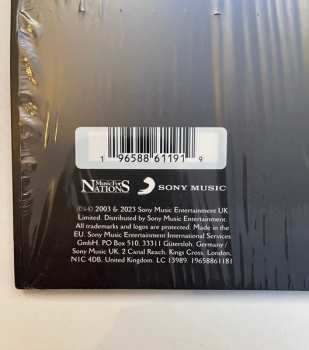 1 96588 61191 9
Music For
Nations SONY MUSIC
℗&© 2003 & 2023 Sony Music Entertainment UK
Limited. Distributed by Sony Music Entertainment.
All trademarks and logos are protected. Made in the
EU. Sony Music Entertainment International Services
GmbH, PO Box 510, 33311 Gütersloh, Germany/
Sony Music UK, 2 Canal Reach, Kings Cross, London,
N1C 4DB, United Kingdom. LC 13989. 19658861181